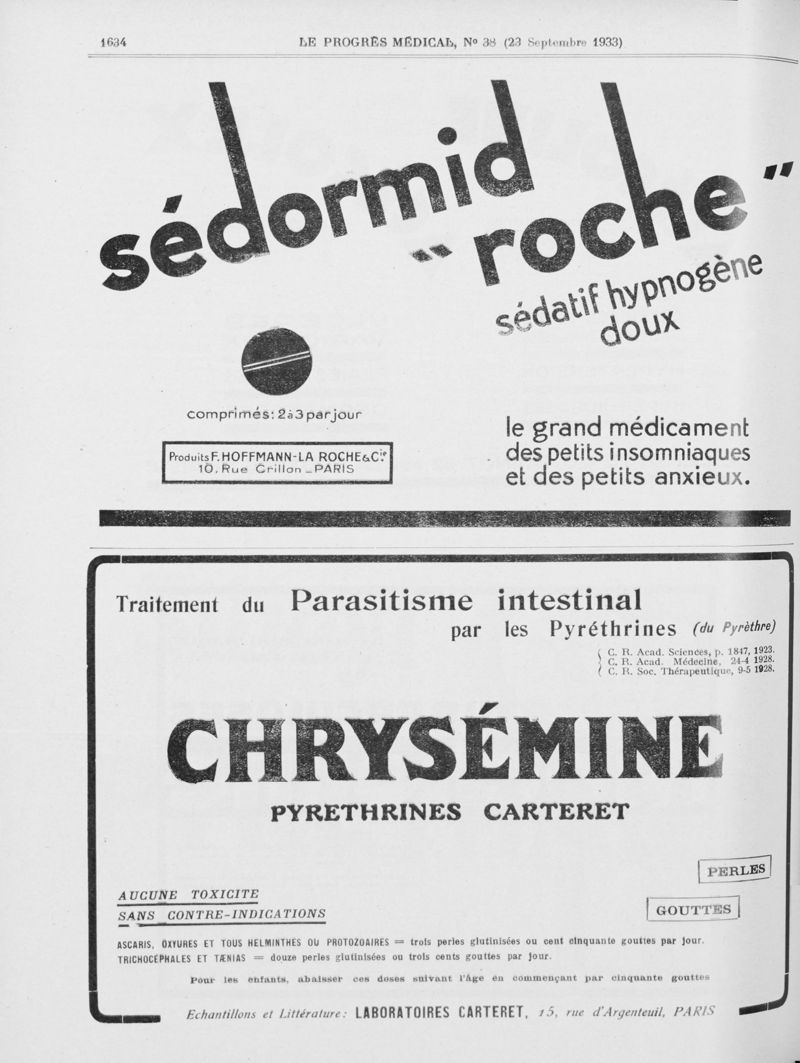 1634 LE PROGRÈS MÉDICAL, No 38 (23 Septembre 1933)
sédormid
"roche"
sédatif hypnogène
doux
comprimés: 2 à 3 par jour
Produits F. HOFFMANN-LA ROCHE & Cie
10, Rue Crillon _ PARIS
le grand médicament
des petits insomniaques
et des petits anxieux.
Traitement du Parasitisme intestinal
par les Pyréthrines (du Pyrèthre)
C. R. Acad. Sciences, p. 1847, 1923.
C. R. Acad. Médecine, 24-4 1928.
C. R. Soc. Thérapeutique, 9-5 1928.
CHRYSÉMINE
PYRETHRINES CARTERET
PERLES
AUCUNE TOXICITE
SANS CONTRE-INDICATIONS
GOUTTES
ASCARIS, OXYURES ET TOUS HELMINTHES OU PROTOZOAIRES = trois perles glutinisées ou cent cinquante gouttes par jour.
TRICHOCÉPHALES ET TÆNIAS = douze perles glutinisées ou trois cents gouttes par jour.
Pour les enfants, abaisser ces doses suivant l'âge en commençant par cinquante gouttes
Echantillons et Littérature: LABORATOIRES CARTERET, 15, rue d'Argenteuil, PARIS